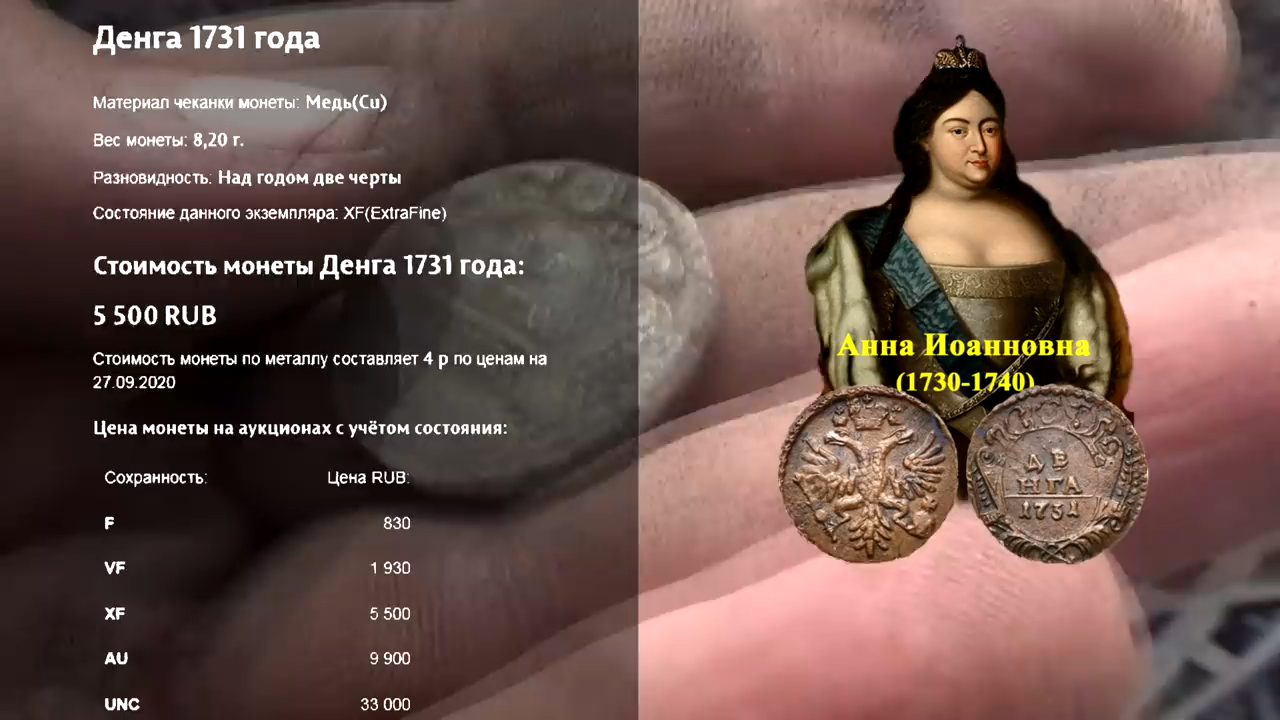 Денга 1731 года
Материал чеканки монеты: Медь(Cu)
Вес монеты: 8,20 г.
Разновидность: Над годом две черты
Состояние данного экземпляра: XF(ExtraFine)
Стоимость монеты Денга 1731 года:
5 500 RUB
Стоимость монеты по металлу составляет 4 р по ценам на
27.09.2020
Цена монеты на аукционах с учётом состояния:
Сохранность: Цена RUB:
F 830
VF 1 930
XF 5 500
AU 9 900
UNC 33 000
Анна Иоанновна
(1730-1740)
ДЕ
НГА
1731